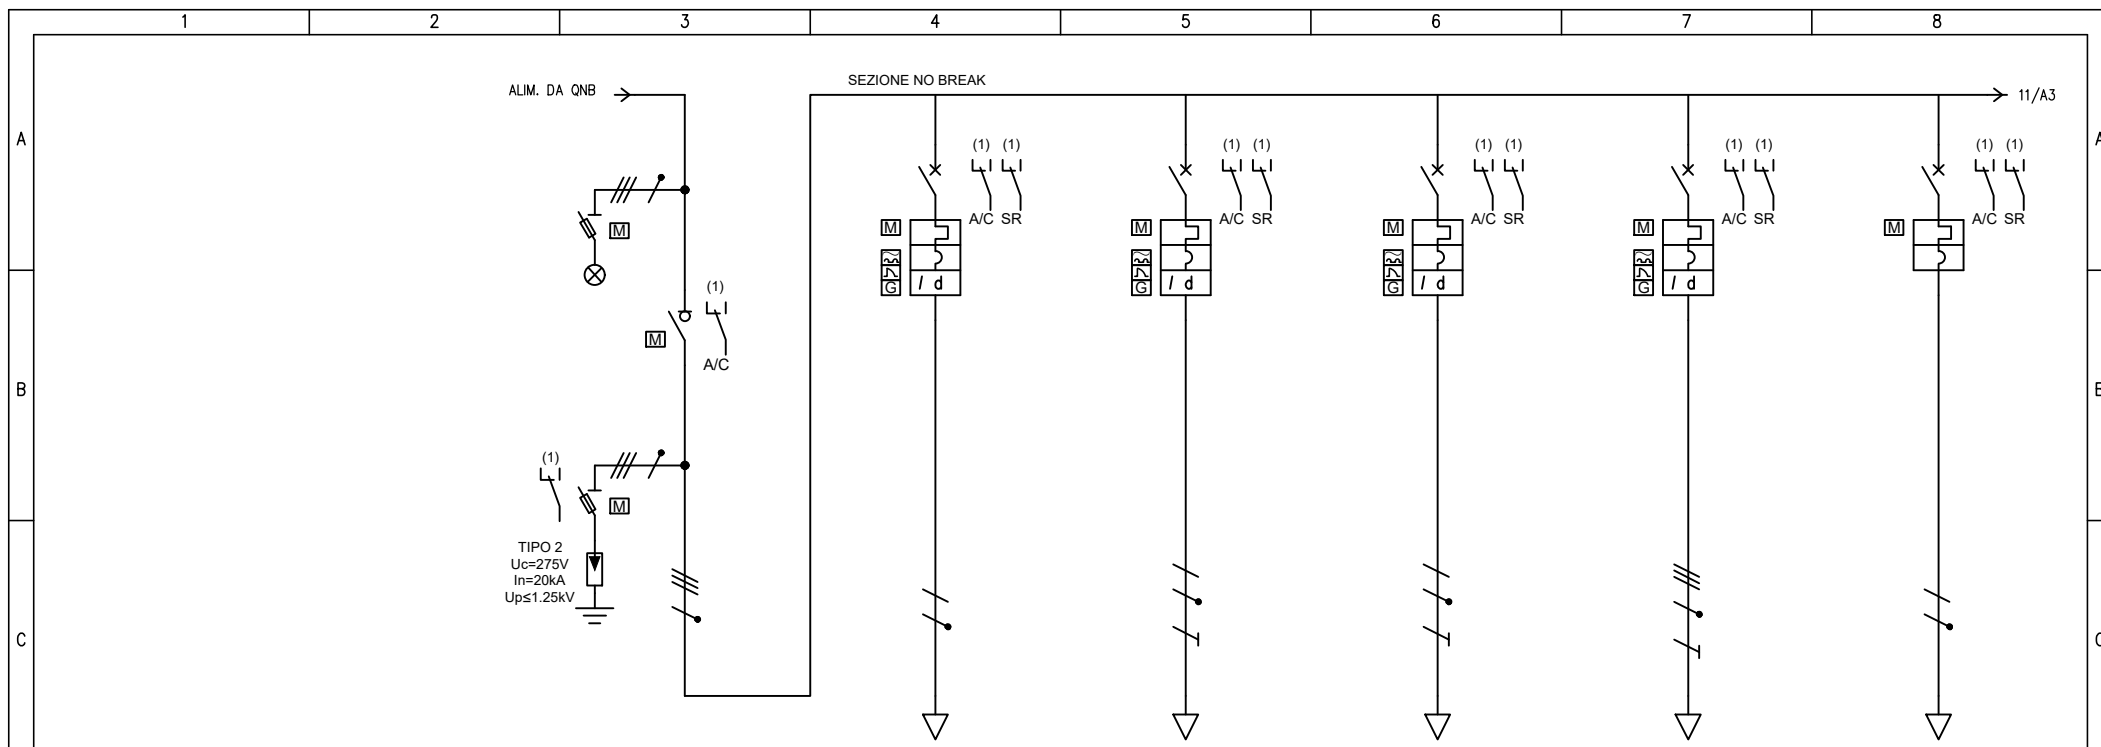 1 2 3 4 5 6 7 8
SEZIONE NO BREAK
ALIM. DA QNB
11/A3
A A
(1) (1) (1) (1) (1) (1) (1) (1) (1) (1)
A/C SR A/C SR A/C SR A/C SR A/C SR
M M M M M M
G G G G
I d I d I d I d
(1)
M
A/C
B B
(1)
M
TIPO 2
Uc=275V
In=20kA
Up≤1.25kV
C C